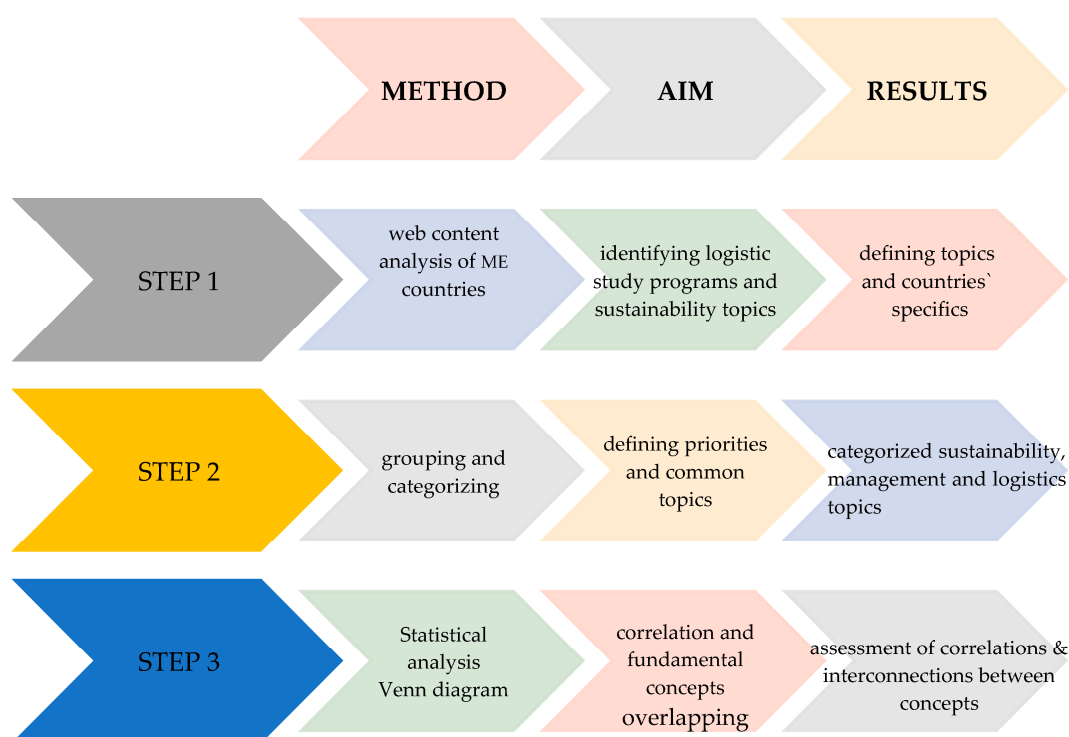 METHOD
AIM
RESULTS
STEP 1
web content
analysis of ME
countries
identifying logistic
study programs and
sustainability topics
defining topics
and countries`
specifics
STEP 2
grouping and
categorizing
defining priorities
and common
topics
categorized sustainability,
management and logistics
topics
STEP 3
Statistical
analysis
Venn diagram
correlation and
fundamental
concepts
overlapping
assessment of correlations &
interconnections between
concepts